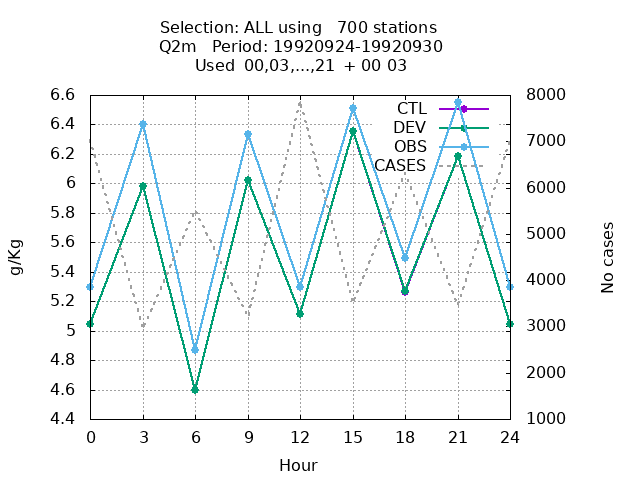 Selection: ALL using 700 stations
Q2m Period: 19920924-19920930
Used 00,03,...,21 + 00 03
6.6
6.4
6.2
6
5.8
5.6
5.4
5.2
5
4.8
4.6
4.4
g/Kg
CTL
DEV
OBS
CASES
8000
7000
6000
5000
4000
3000
2000
1000
No cases
0 3 6 9 12 15 18 21 24
Hour